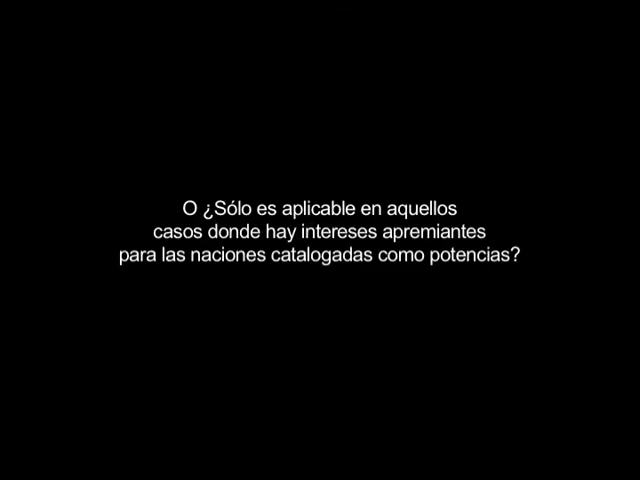 O ¿Sólo es aplicable en aquellos
casos donde hay intereses apremiantes
para las naciones catalogadas como potencias?